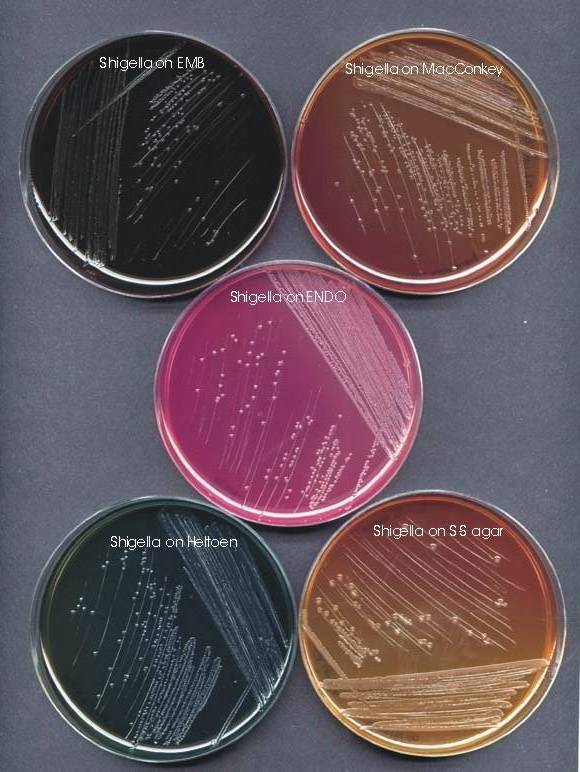 Shigella on EMB
Shigella on MacConkey
Shigella on ENDO
Shigella on Hektoen
Shigella on S-S agar